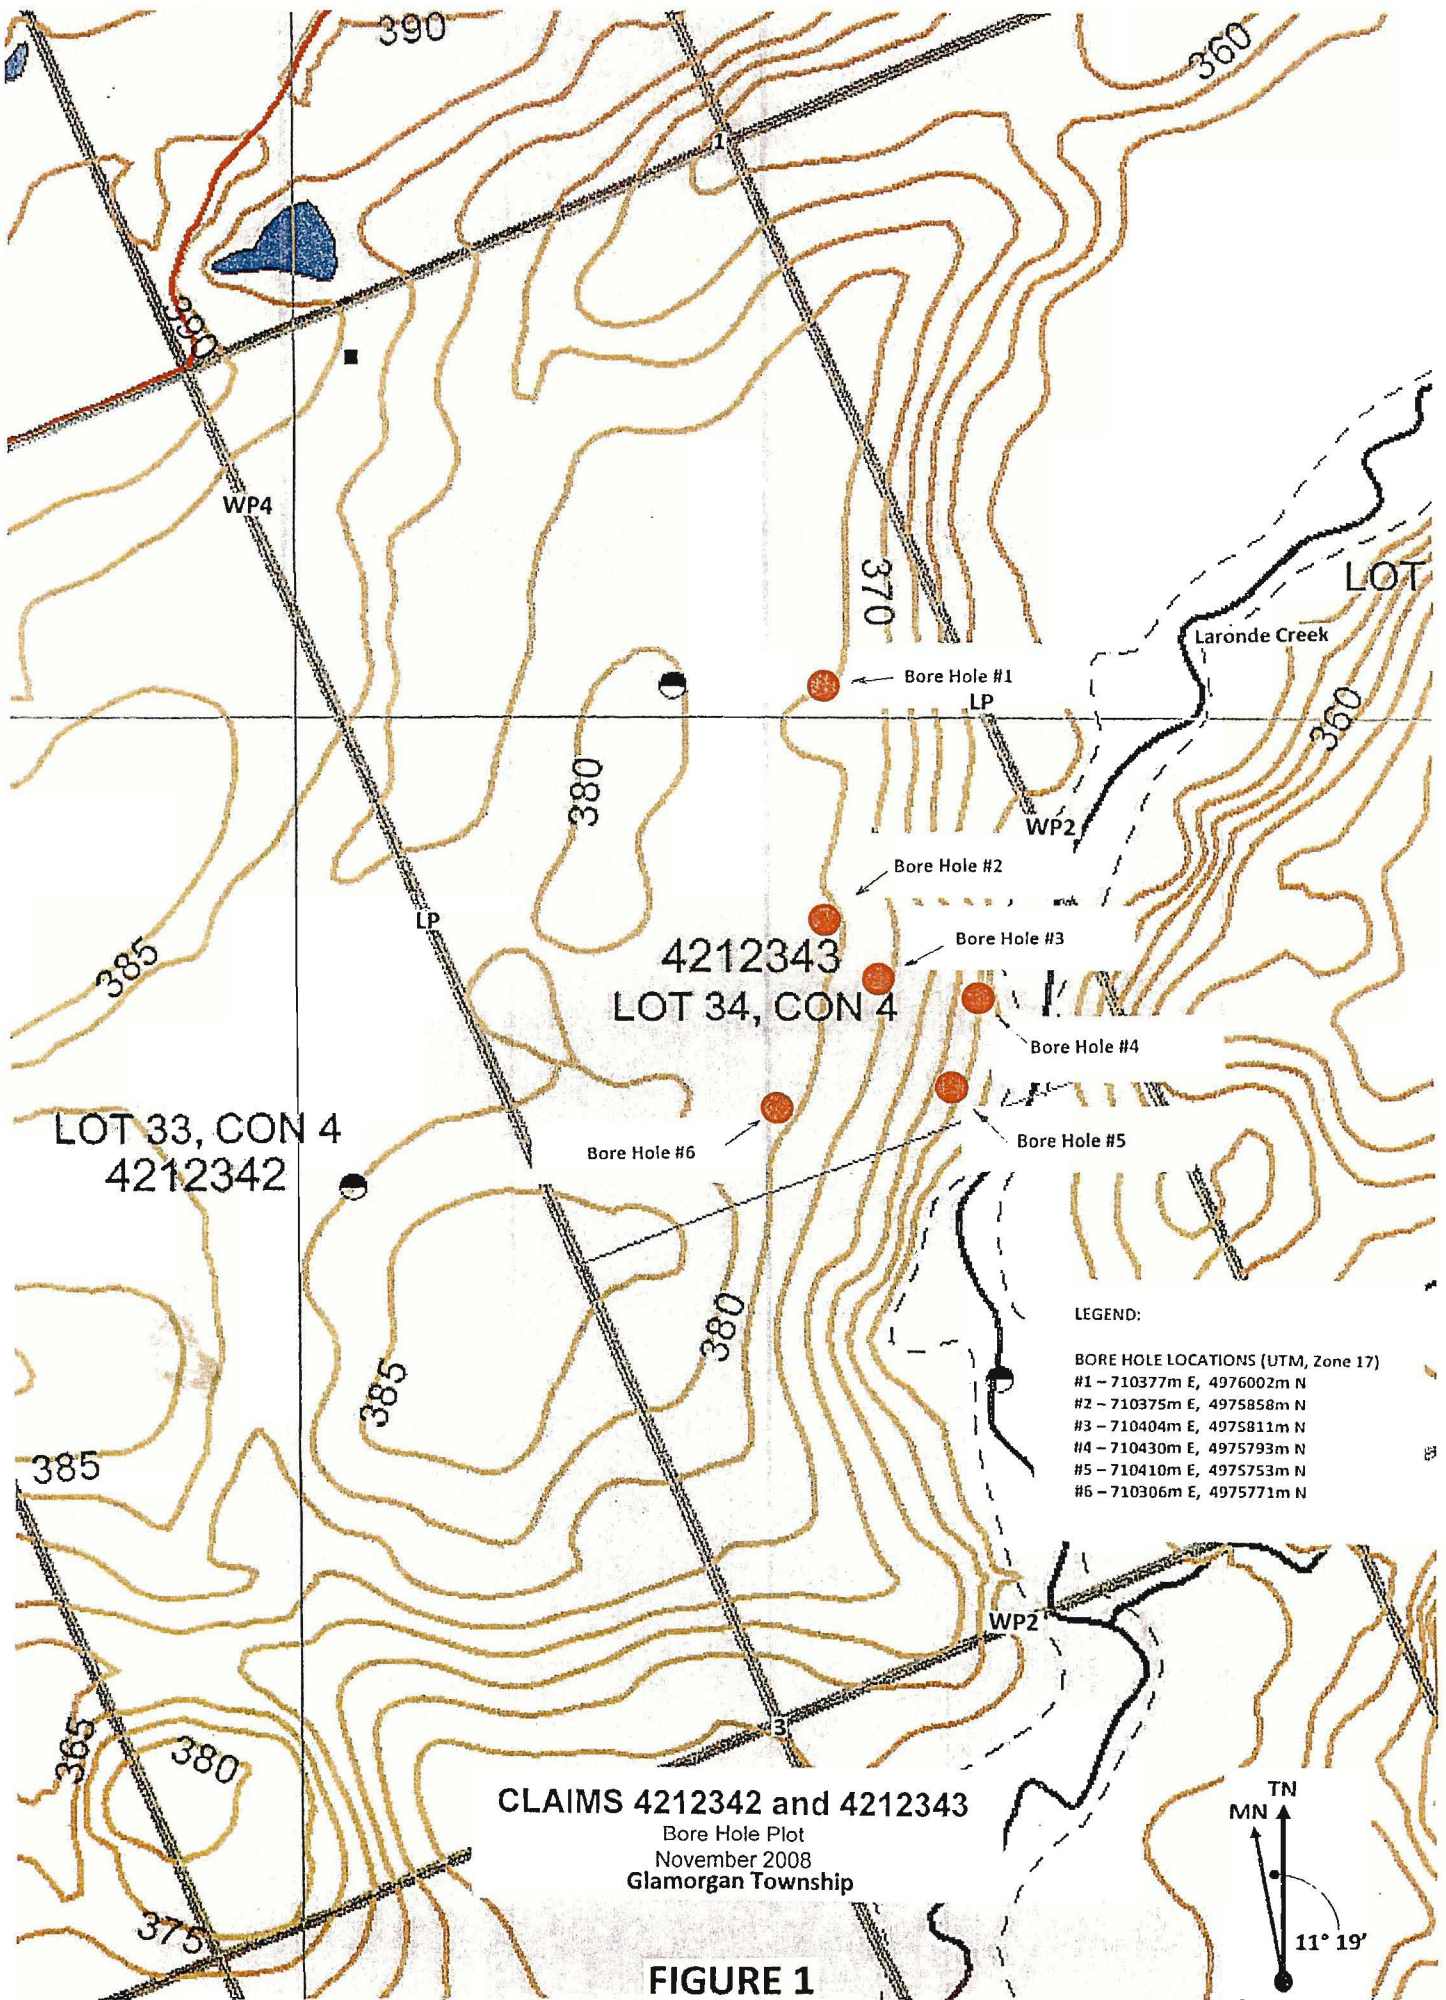 390
360
1
390
WP4
370
LOT
Laronde Creek
Bore Hole #1
LP
360
380
WP2
Bore Hole #2
LP
4212343
Bore Hole #3
385
LOT 34, CON 4
Bore Hole #4
LOT 33, CON 4
4212342
Bore Hole #6
Bore Hole #5
380
385
LEGEND:
BORE HOLE LOCATIONS (UTM, Zone 17)
#1 – 710377m E, 4976002m N
#2 – 710375m E, 4975858m N
#3 – 710404m E, 4975811m N
#4 – 710430m E, 4975793m N
#5 – 710410m E, 4975753m N
#6 – 710306m E, 4975771m N
385
WP2
3
365
380
CLAIMS 4212342 and 4212343
Bore Hole Plot
November 2008
Glamorgan Township
TN
MN
11° 19'
375
FIGURE 1